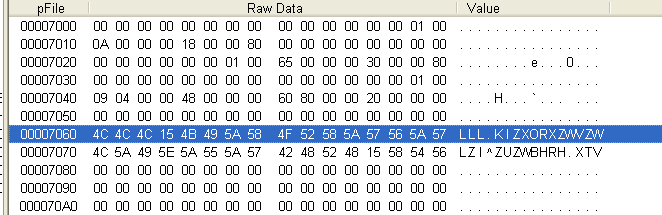 pFile Raw Data Value
00007000 00 00 00 00 00 00 00 00 00 00 00 00 00 00 01 00 ................
00007010 0A 00 00 00 18 00 00 80 00 00 00 00 00 00 00 00 ................
00007020 00 00 00 00 00 00 01 00 65 00 00 00 30 00 00 80 ........e...0...
00007030 00 00 00 00 00 00 00 00 00 00 00 00 00 00 01 00 ................
00007040 09 04 00 00 48 00 00 00 60 80 00 00 20 00 00 00 ....H...`... ...
00007050 00 00 00 00 00 00 00 00 00 00 00 00 00 00 00 00 ................
00007060 4C 4C 4C 15 4B 49 5A 58 4F 52 58 5A 57 56 5A 57 LLL.KIZXORXZWVZW
00007070 4C 5A 49 5E 5A 55 5A 57 42 48 52 48 15 58 54 56 LZI^ZUZWBHRH.XTV
00007080 00 00 00 00 00 00 00 00 00 00 00 00 00 00 00 00 ................
00007090 00 00 00 00 00 00 00 00 00 00 00 00 00 00 00 00 ................
000070A0 00 00 00 00 00 00 00 00 00 00 00 00 00 00 00 00 ................